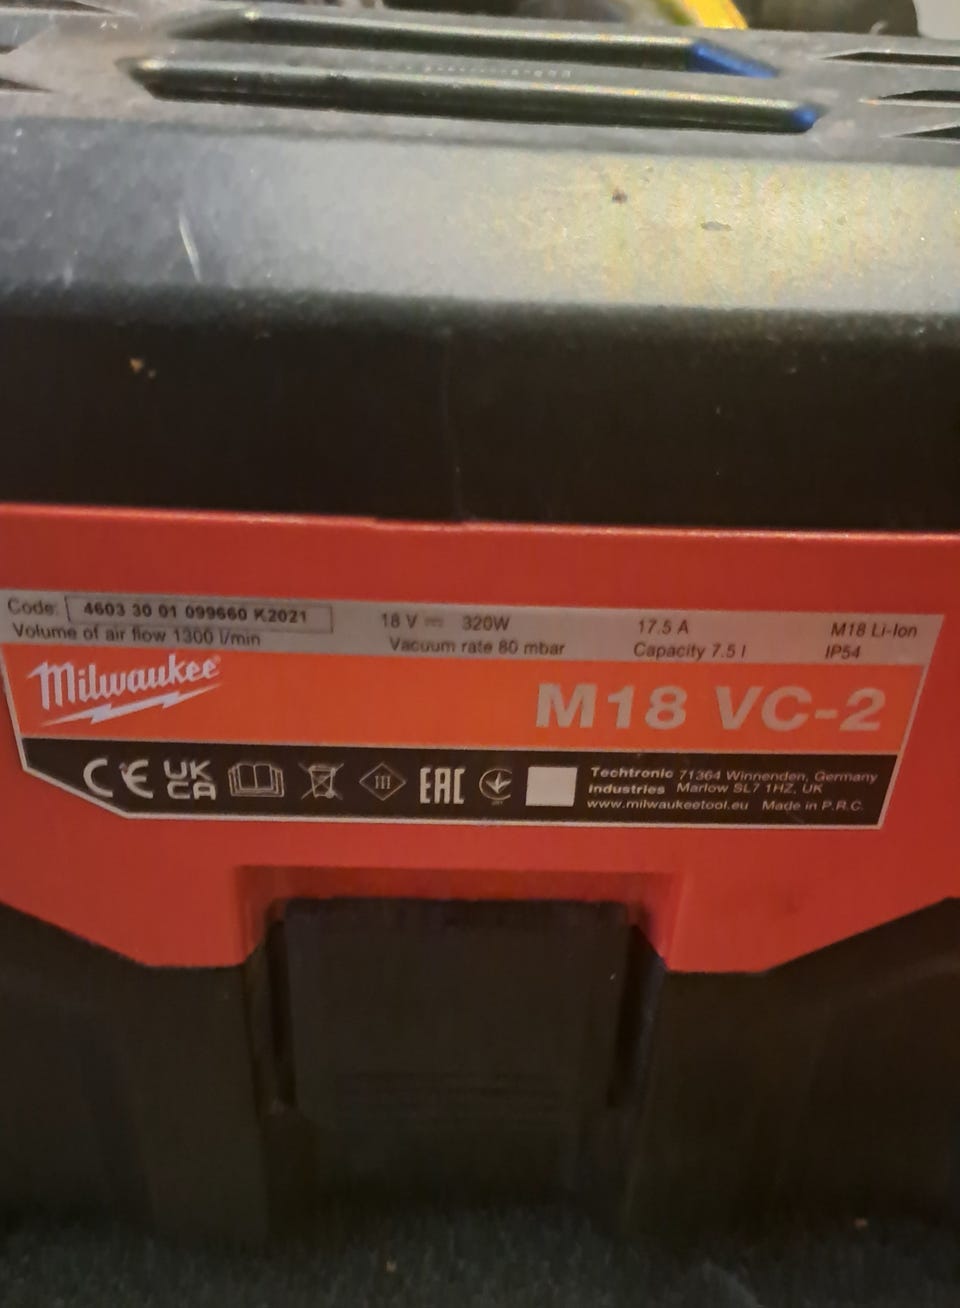 Code: 4603 30 01 099660 K2021
Volume of air flow 1300 l/min
18 V 320W
Vacuum rate 80 mbar
17.5 A
Capacity 7.5 l
M18 Li-Ion
IP54
Milwaukee
M18 VC-2
CE UK CA III EAC
Techtronic Industries
71364 Winnenden, Germany
Marlow SL7 1HZ, UK
www.milwaukeetool.eu Made in P.R.C.